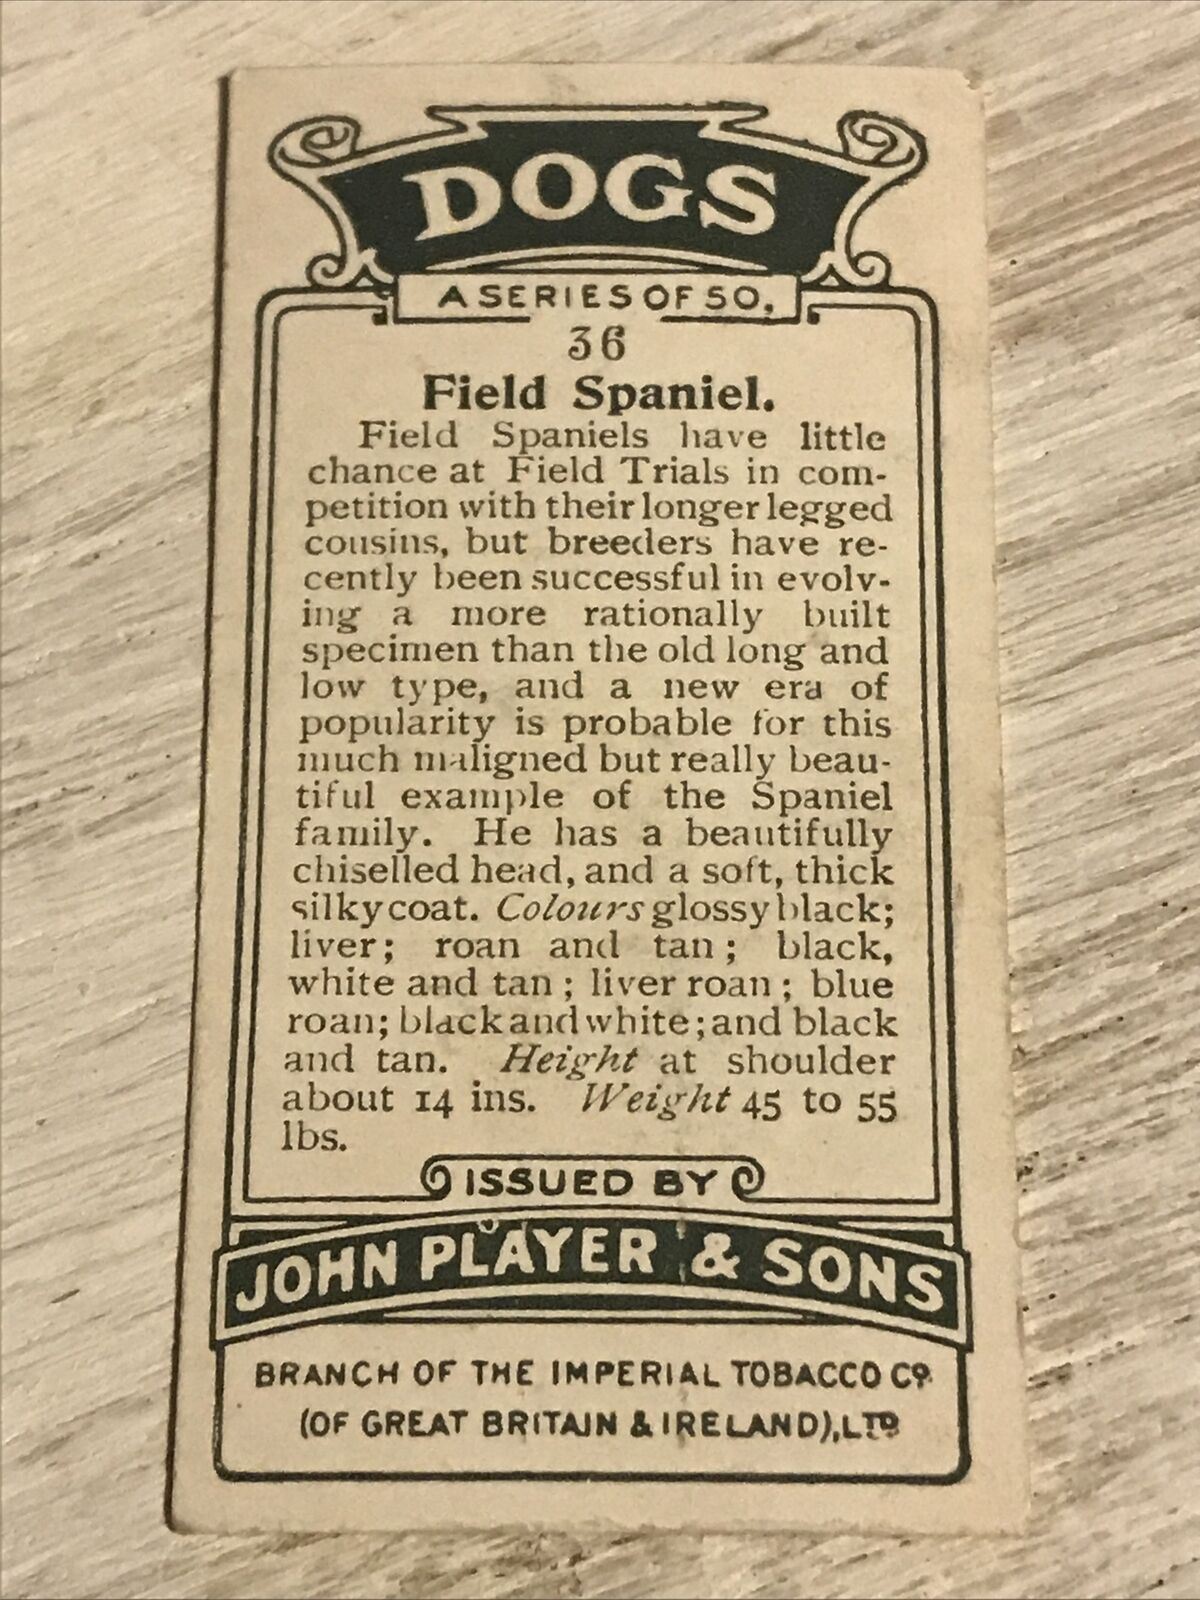 DOGS
A SERIES OF 50.
36
Field Spaniel.
Field Spaniels have little
chance at Field Trials in com-
petition with their longer legged
cousins, but breeders have re-
cently been successful in evolv-
ing a more rationally built
specimen than the old long and
low type, and a new era of
popularity is probable for this
much maligned but really beau-
tiful example of the Spaniel
family. He has a beautifully
chiselled head, and a soft, thick
silky coat. Colours glossy black;
liver; roan and tan; black,
white and tan; liver roan; blue
roan; black and white; and black
and tan. Height at shoulder
about 14 ins. Weight 45 to 55
lbs.
ISSUED BY
JOHN PLAYER & SONS
BRANCH OF THE IMPERIAL TOBACCO Co.
(OF GREAT BRITAIN & IRELAND), LTD